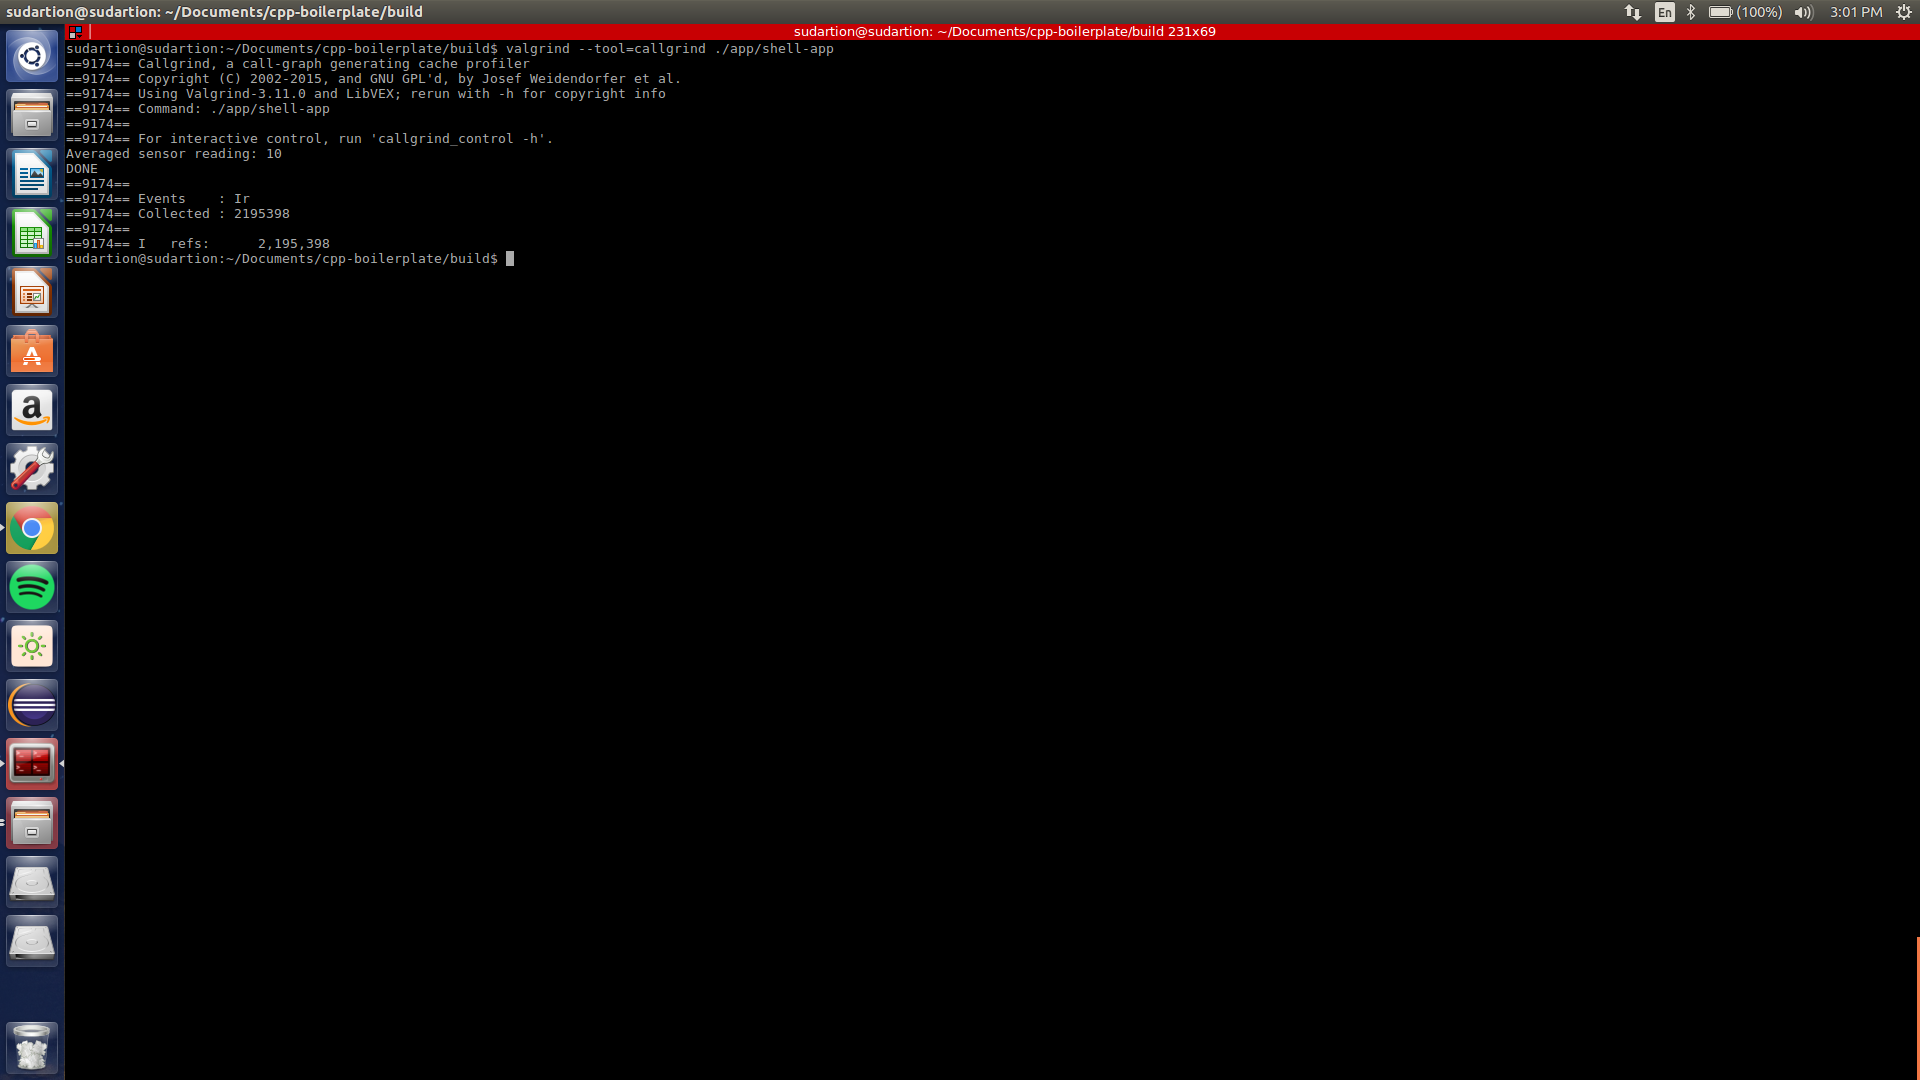 sudartion@sudartion: ~/Documents/cpp-boilerplate/build
En (100%) 3:01 PM
sudartion@sudartion: ~/Documents/cpp-boilerplate/build 231x69
sudartion@sudartion:~/Documents/cpp-boilerplate/build$ valgrind --tool=callgrind ./app/shell-app
==9174== Callgrind, a call-graph generating cache profiler
==9174== Copyright (C) 2002-2015, and GNU GPL'd, by Josef Weidendorfer et al.
==9174== Using Valgrind-3.11.0 and LibVEX; rerun with -h for copyright info
==9174== Command: ./app/shell-app
==9174==
==9174== For interactive control, run 'callgrind_control -h'.
Averaged sensor reading: 10
DONE
==9174==
==9174== Events    : Ir
==9174== Collected : 2195398
==9174==
==9174== I   refs:      2,195,398
sudartion@sudartion:~/Documents/cpp-boilerplate/build$